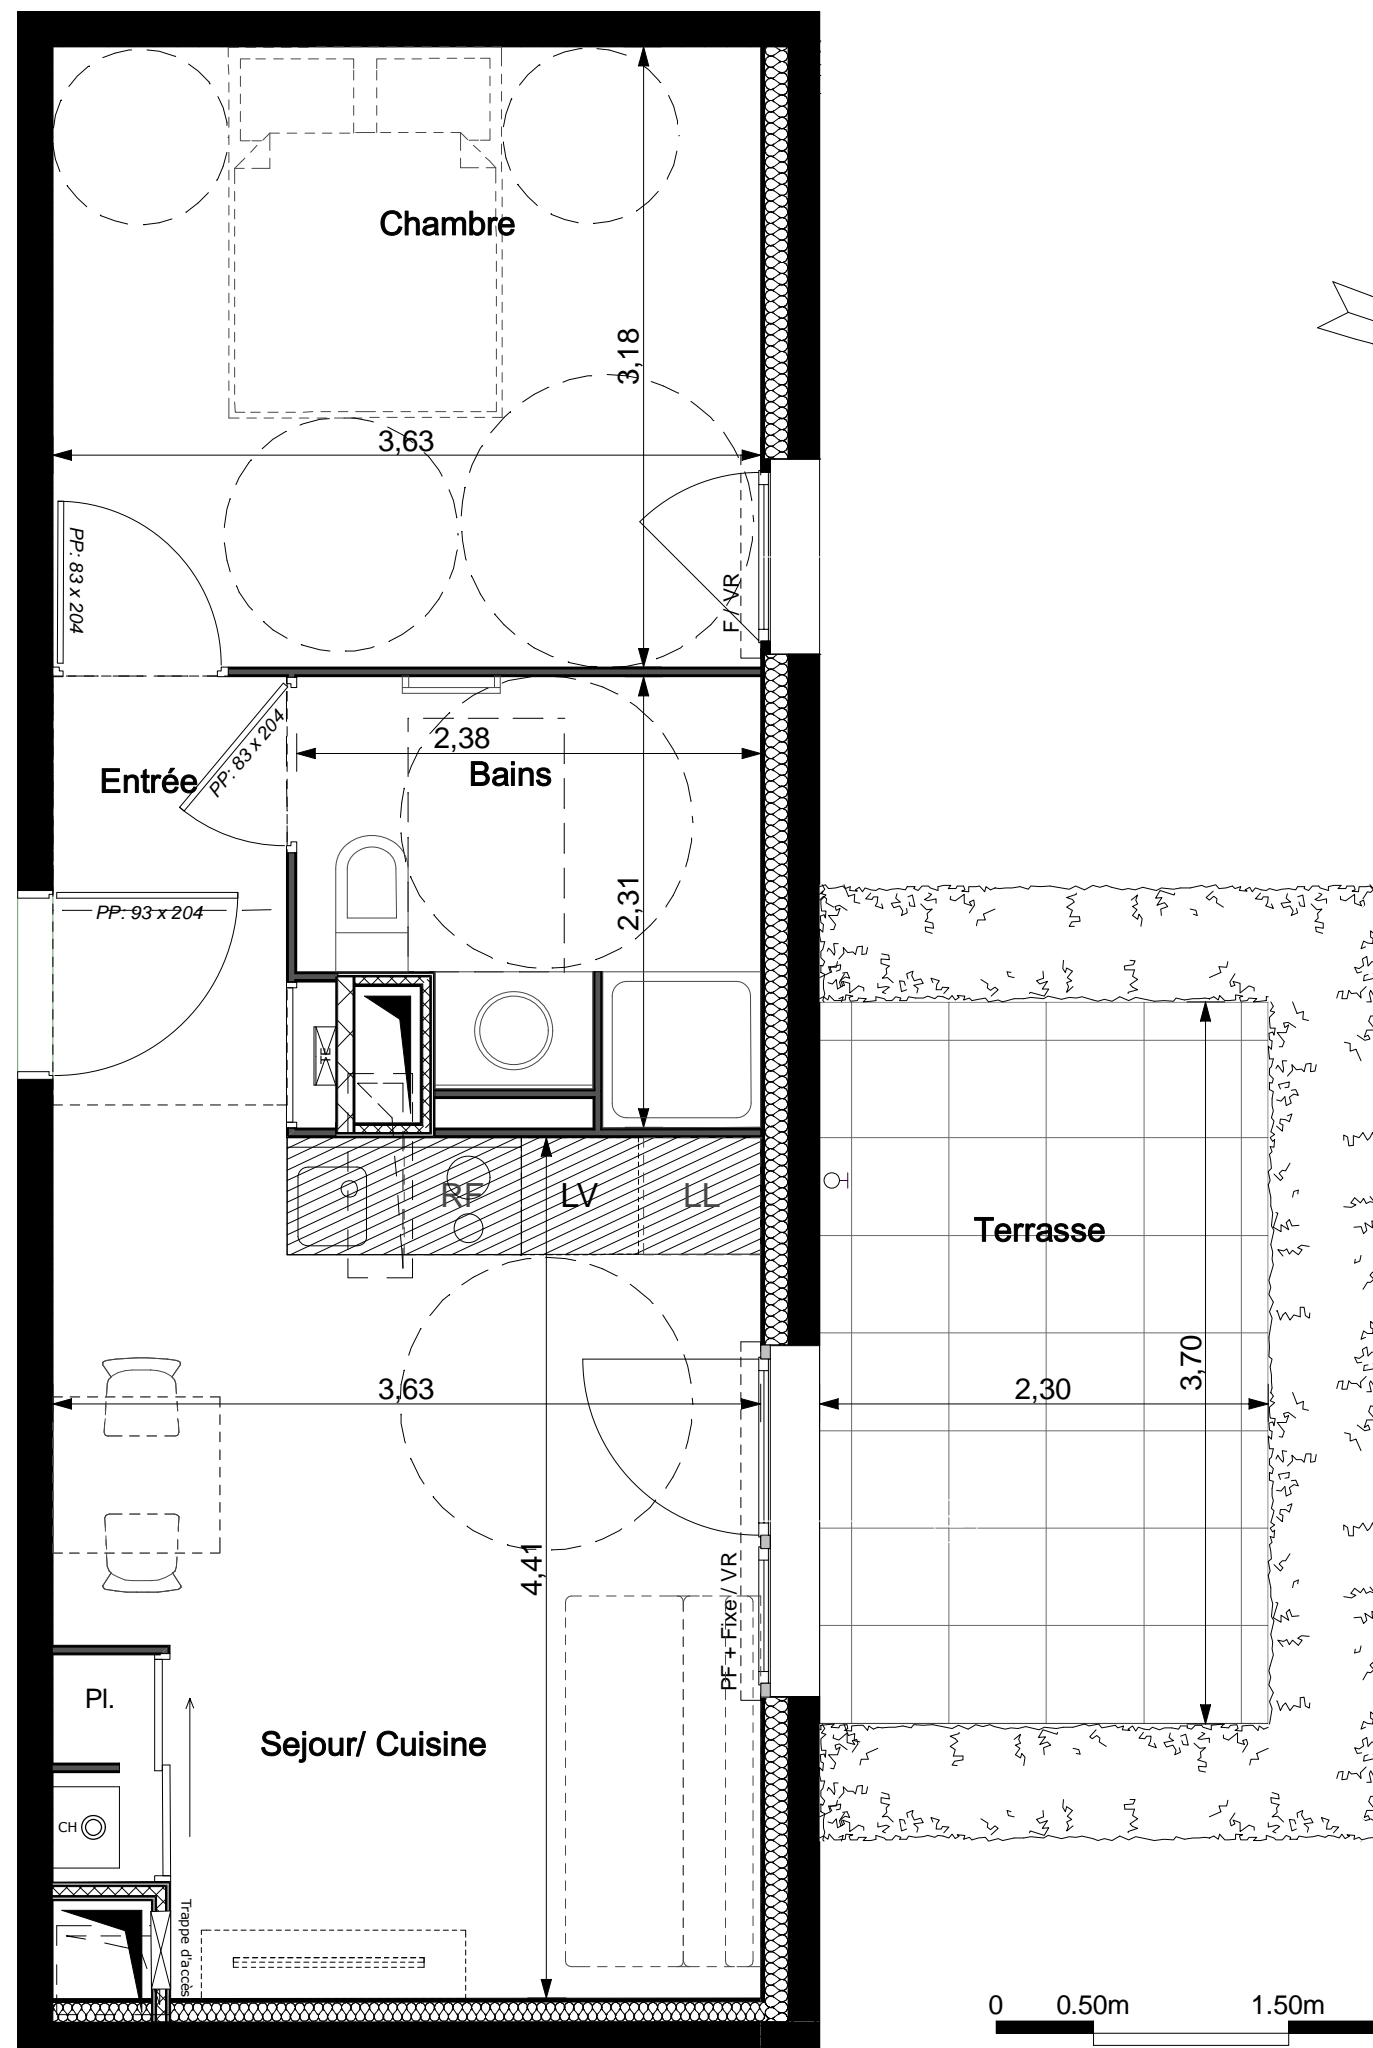 Chambre
3,18
3,63
PP: 83 x 204
F / VR
2,38
Bains
Entrée
PP: 83 x 204
2,31
PP: 93 x 204
TE
RF
LV
LL
Terrasse
3,70
3,63
2,30
4,41
PF + Fixe / VR
Pl.
Sejour/ Cuisine
CH
Trappe d'accès
0 0.50m 1.50m